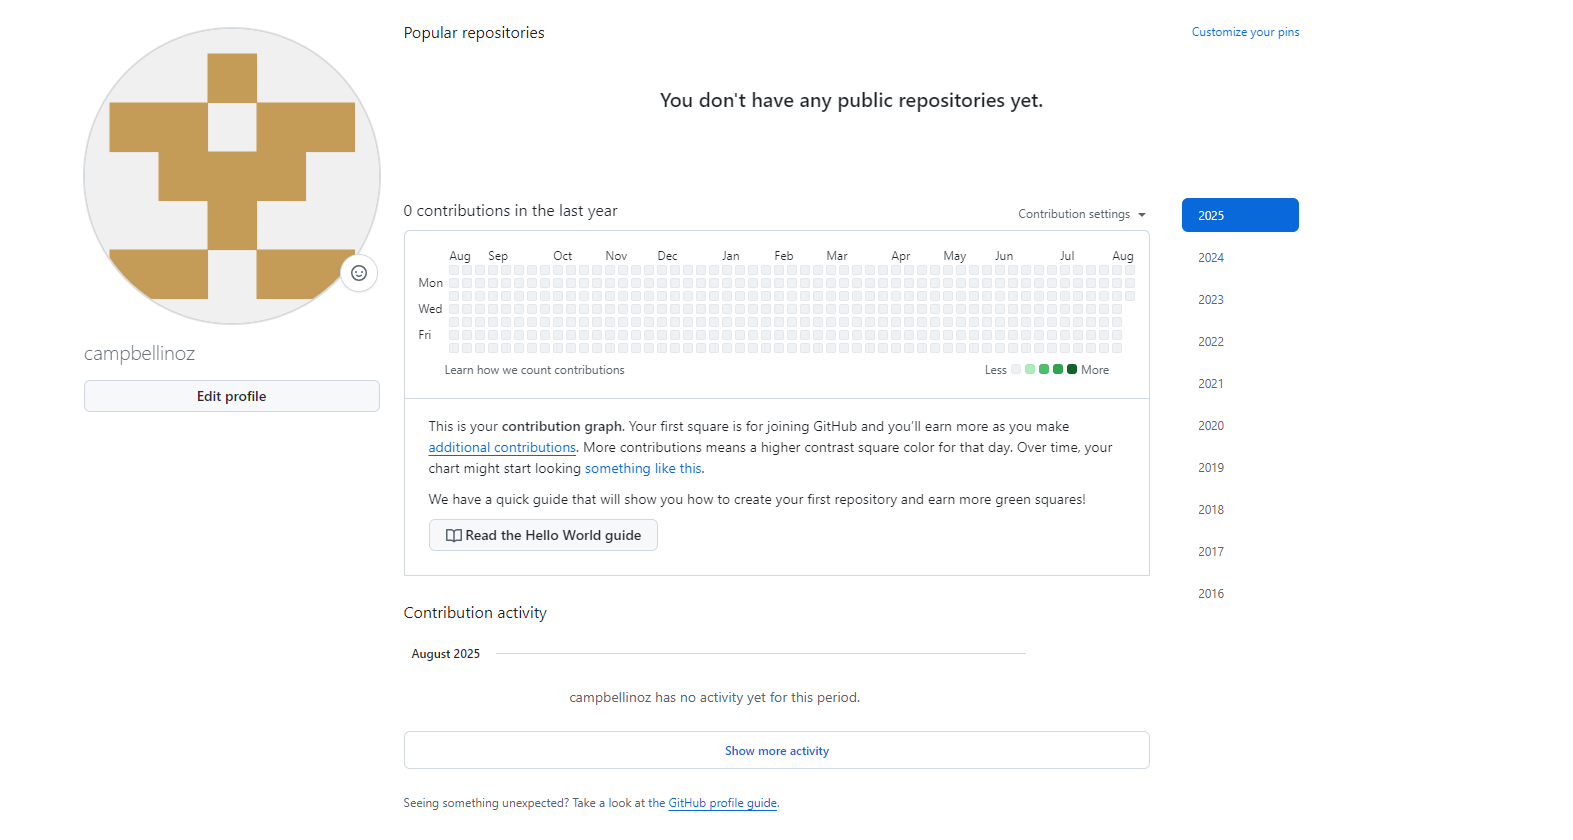 Popular repositories
Customize your pins
You don't have any public repositories yet.
0 contributions in the last year
Contribution settings
2025
2024
2023
2022
2021
2020
2019
2018
2017
2016
Aug Sep Oct Nov Dec Jan Feb Mar Apr May Jun Jul Aug
Mon
Wed
Fri
Learn how we count contributions
Less More
campbellinoz
Edit profile
This is your contribution graph. Your first square is for joining GitHub and you'll earn more as you make
additional contributions. More contributions means a higher contrast square color for that day. Over time, your
chart might start looking something like this.
We have a quick guide that will show you how to create your first repository and earn more green squares!
Read the Hello World guide
Contribution activity
August 2025
campbellinoz has no activity yet for this period.
Show more activity
Seeing something unexpected? Take a look at the GitHub profile guide.